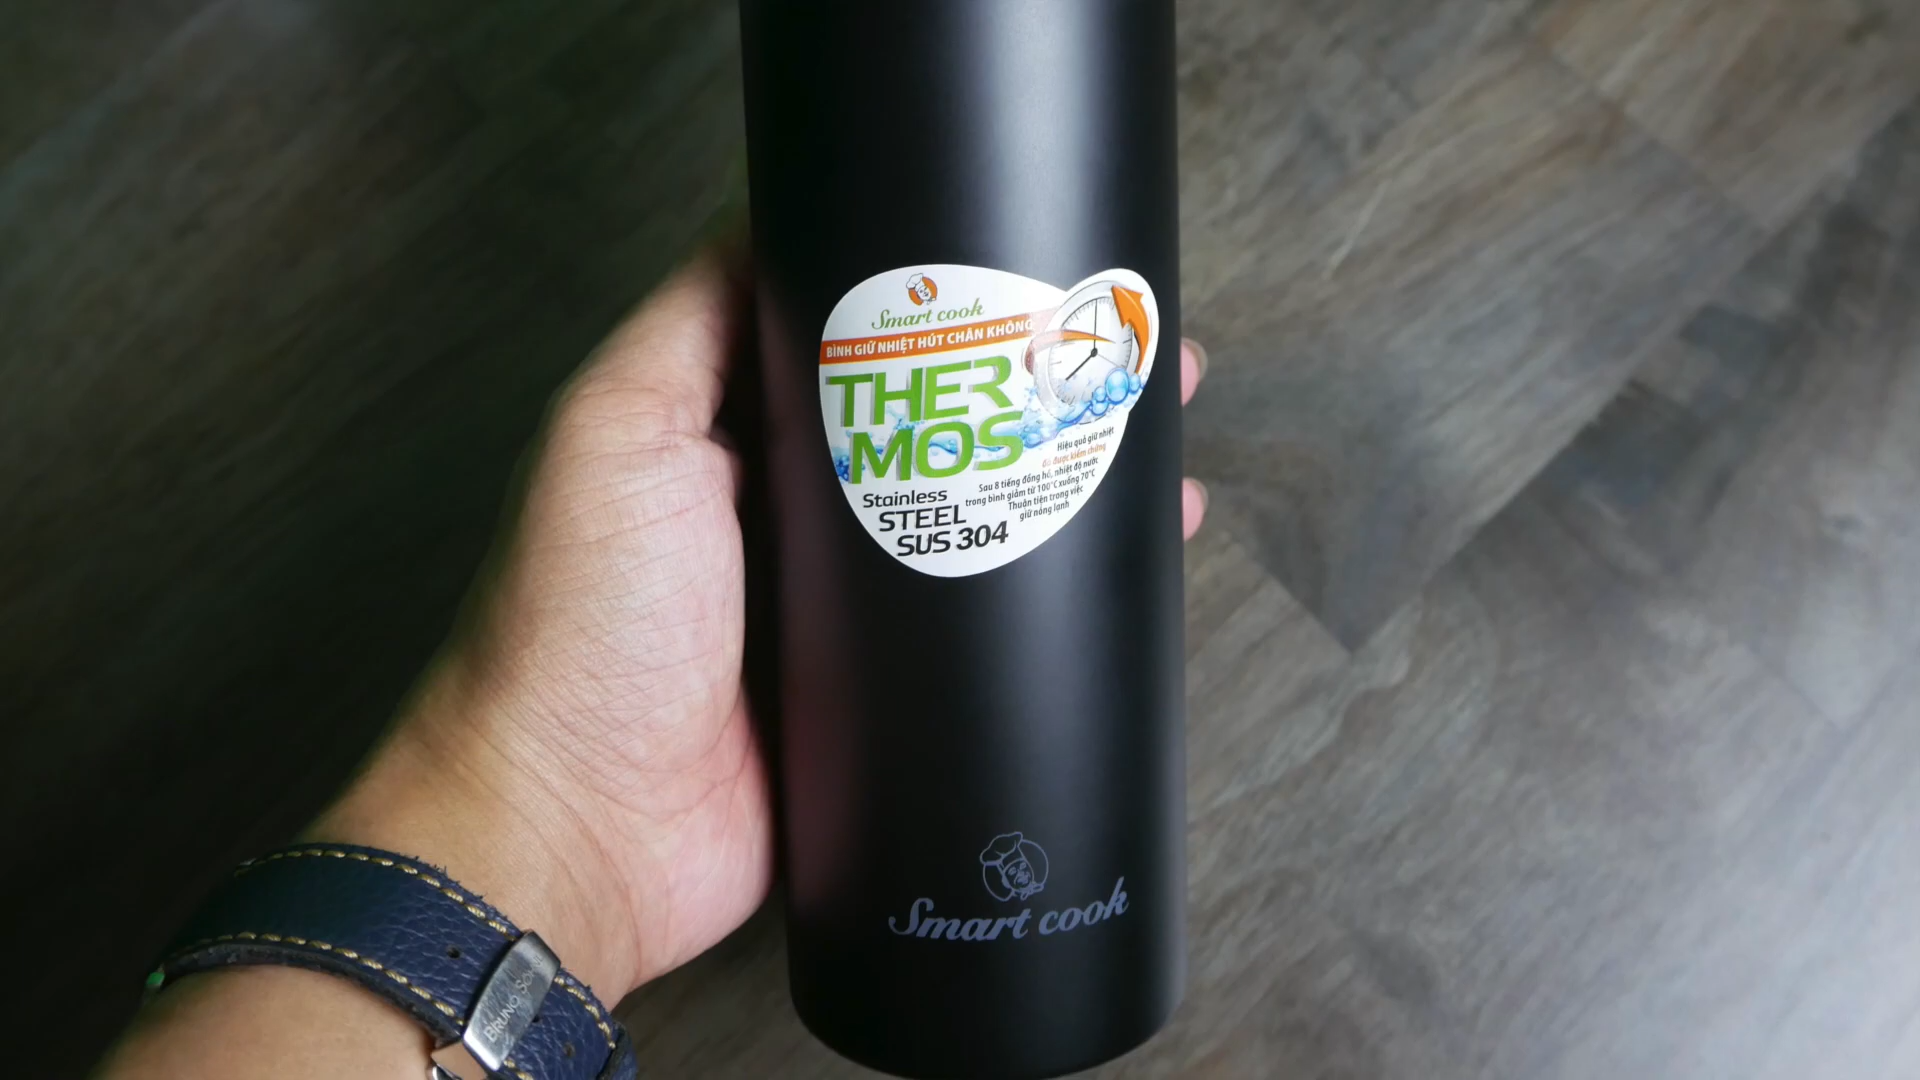 Smart cook
BÌNH GIỮ NHIỆT HÚT CHÂN KHÔNG
THER
MOS
Stainless
STEEL
SUS 304
Hiệu quả giữ nhiệt
đã được kiểm chứng
Sau 8 tiếng đồng hồ, nhiệt độ nước
trong bình giảm từ 100°C xuống 70°C
Thuận tiện trong việc
giữ nóng lạnh
Smart cook
BRUNO